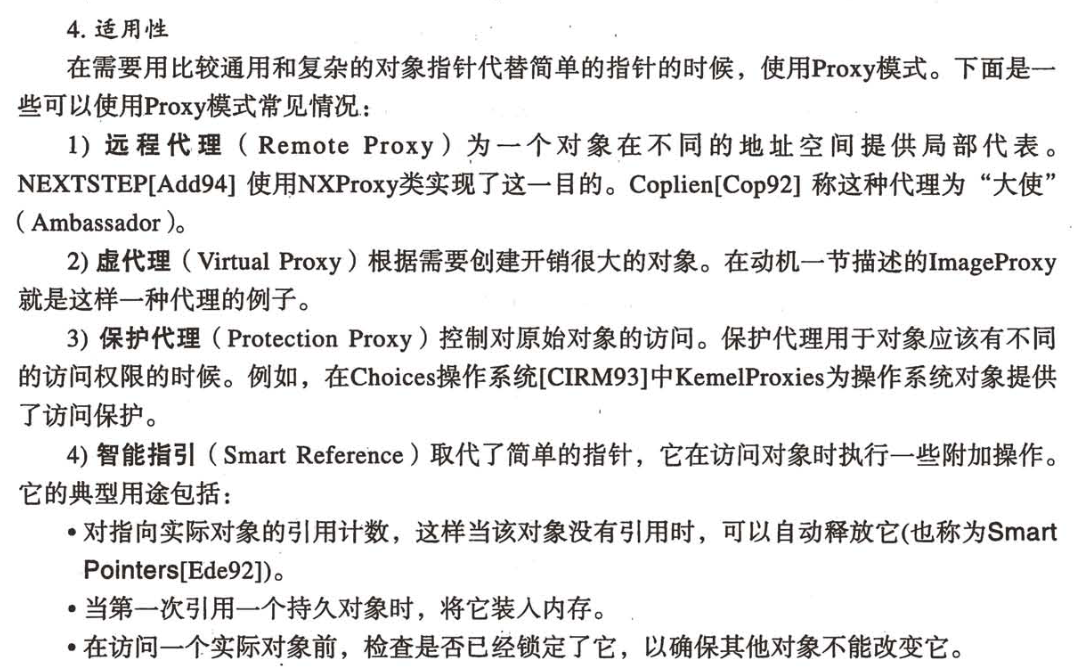 4. 适用性
在需要用比较通用和复杂的对象指针代替简单的指针的时候，使用Proxy模式。下面是一
些可以使用Proxy模式常见情况：
1) 远程代理（Remote Proxy）为一个对象在不同的地址空间提供局部代表。
NEXTSTEP[Add94] 使用NXProxy类实现了这一目的。Coplien[Cop92] 称这种代理为“大使”
（Ambassador）。
2) 虚代理（Virtual Proxy）根据需要创建开销很大的对象。在动机一节描述的ImageProxy
就是这样一种代理的例子。
3) 保护代理（Protection Proxy）控制对原始对象的访问。保护代理用于对象应该有不同
的访问权限的时候。例如，在Choices操作系统[CIRM93]中KemelProxies为操作系统对象提供
了访问保护。
4) 智能指引（Smart Reference）取代了简单的指针，它在访问对象时执行一些附加操作。
它的典型用途包括：
• 对指向实际对象的引用计数，这样当该对象没有引用时，可以自动释放它(也称为Smart
Pointers[Ede92])。
• 当第一次引用一个持久对象时，将它装入内存。
• 在访问一个实际对象前，检查是否已经锁定了它，以确保其他对象不能改变它。